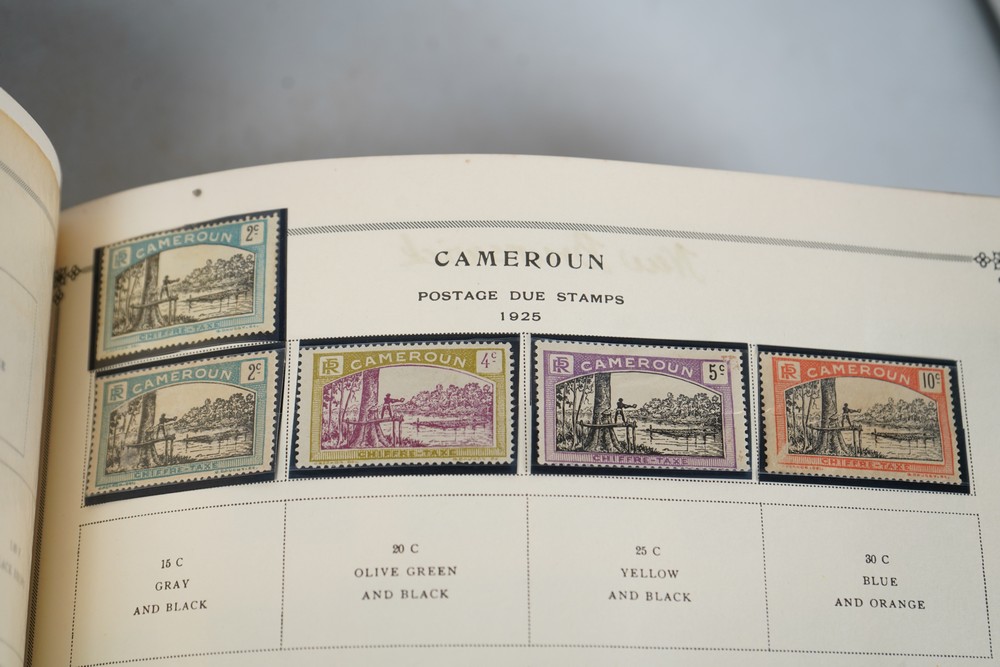 CAMEROUN
POSTAGE DUE STAMPS
1925
CAMEROUN 2c
RF
CHIFFRE-TAXE
CAMEROUN 2c
RF
CHIFFRE-TAXE
CAMEROUN 4c
RF
CHIFFRE-TAXE
CAMEROUN 5c
RF
CHIFFRE-TAXE
CAMEROUN 10c
RF
CHIFFRE-TAXE
15 C
GRAY
AND BLACK
20 C
OLIVE GREEN
AND BLACK
25 C
YELLOW
AND BLACK
30 C
BLUE
AND ORANGE